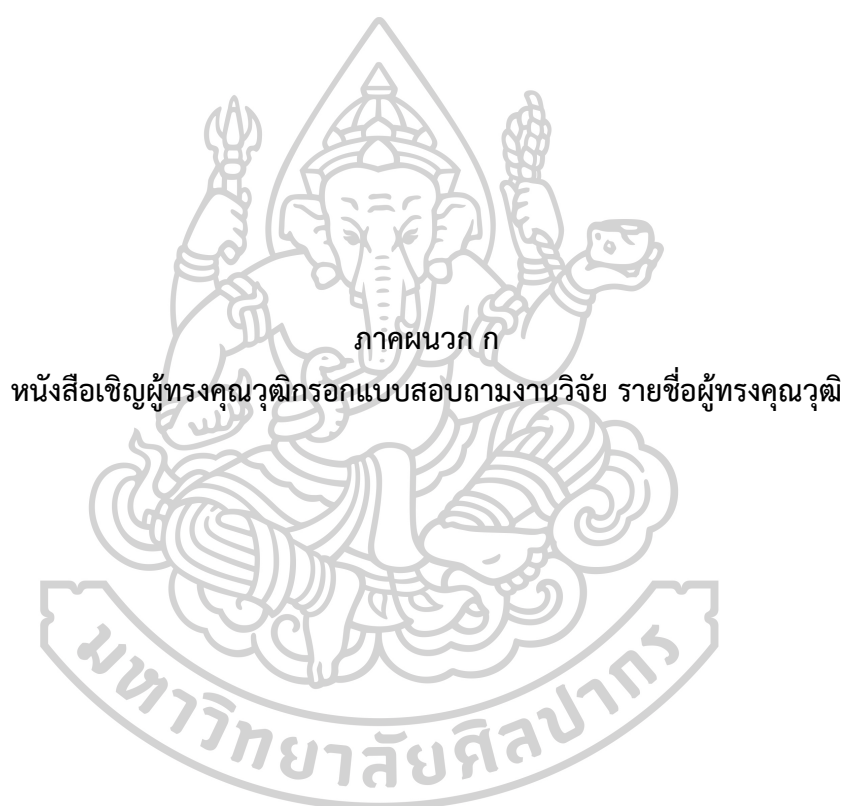 ภาคผนวก ก
หนังสือเชิญผู้ทรงคุณวุฒิกรอกแบบสอบถามงานวิจัย รายชื่อผู้ทรงคุณวุฒิ
มหาวิทยาลัยศิลปากร